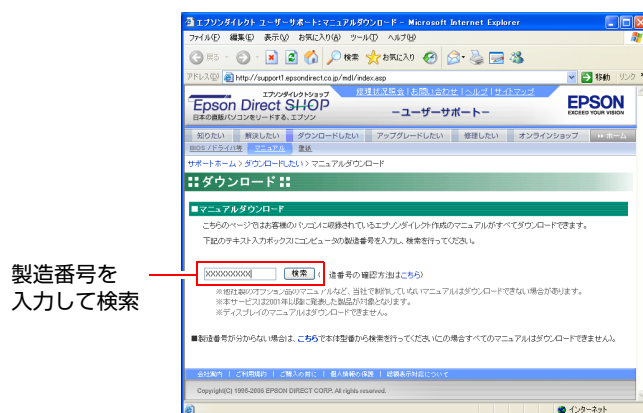 エプソンダイレクト ユーザーサポート:マニュアルダウンロード - Microsoft Internet Explorer
ファイル(F) 編集(E) 表示(V) お気に入り(A) ツール(T) ヘルプ(H)
戻る 検索 お気に入り
アドレス(D) http://support1.epsondirect.co.jp/mdl/index.asp 移動 リンク
エプソンダイレクトショップ
修理状況照会 | お問い合わせ | ヘルプ | サイトマップ
Epson Direct SHOP
-ユーザーサポート-
EPSON
日本の直販パソコンをリードする、エプソン
EXCEED YOUR VISION
知りたい 解決したい ダウンロードしたい アップグレードしたい 修理したい オンラインショップ ホーム
BIOS/ドライバ等 マニュアル 壁紙
サポートホーム > ダウンロードしたい > マニュアルダウンロード
ダウンロード
■マニュアルダウンロード
こちらのページではお客様のパソコンに収録されているエプソンダイレクト作成のマニュアルがすべてダウンロードできます。
下記のテキスト入力ボックスにコンピュータの製造番号を入力し、検索を行ってください。
製造番号を
入力して検索
XXXXXXXXXX 検索 ( 造番号の確認方法はこちら)
※他社製のオプション品のマニュアルなど、当社で制作していないマニュアルはダウンロードできない場合があります。
※本サービスは2001年以降に発表した製品が対象となります。
※ディスプレイのマニュアルはダウンロードできません。
■製造番号が分からない場合は、こちらで本体型番から検索を行ってください(この場合すべてのマニュアルはダウンロードできません)。
会社案内 | ご利用規約 | ご購入の前に | 個人情報の保護 | 総額表示対応について
Copyright(C) 1995-2006 EPSON DIRECT CORP. All rights reserved.
インターネット